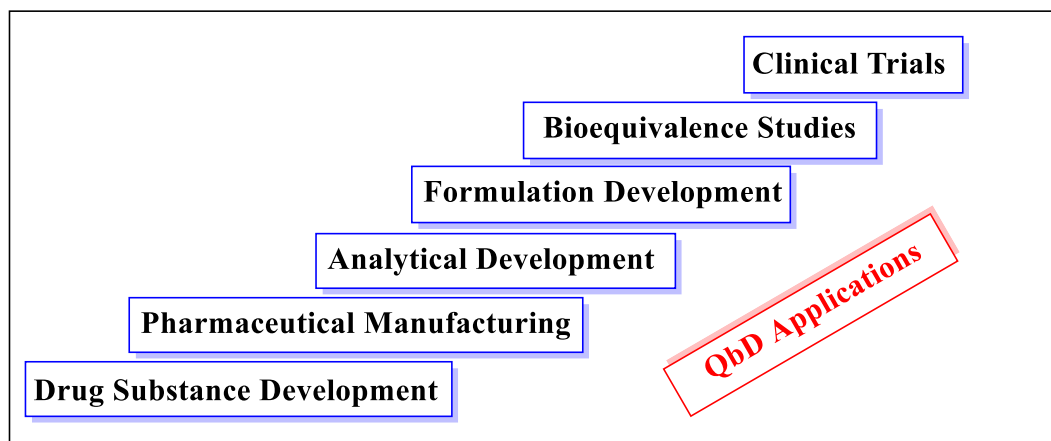 Clinical Trials
Bioequivalence Studies
Formulation Development
Analytical Development
Pharmaceutical Manufacturing
Drug Substance Development
QbD Applications